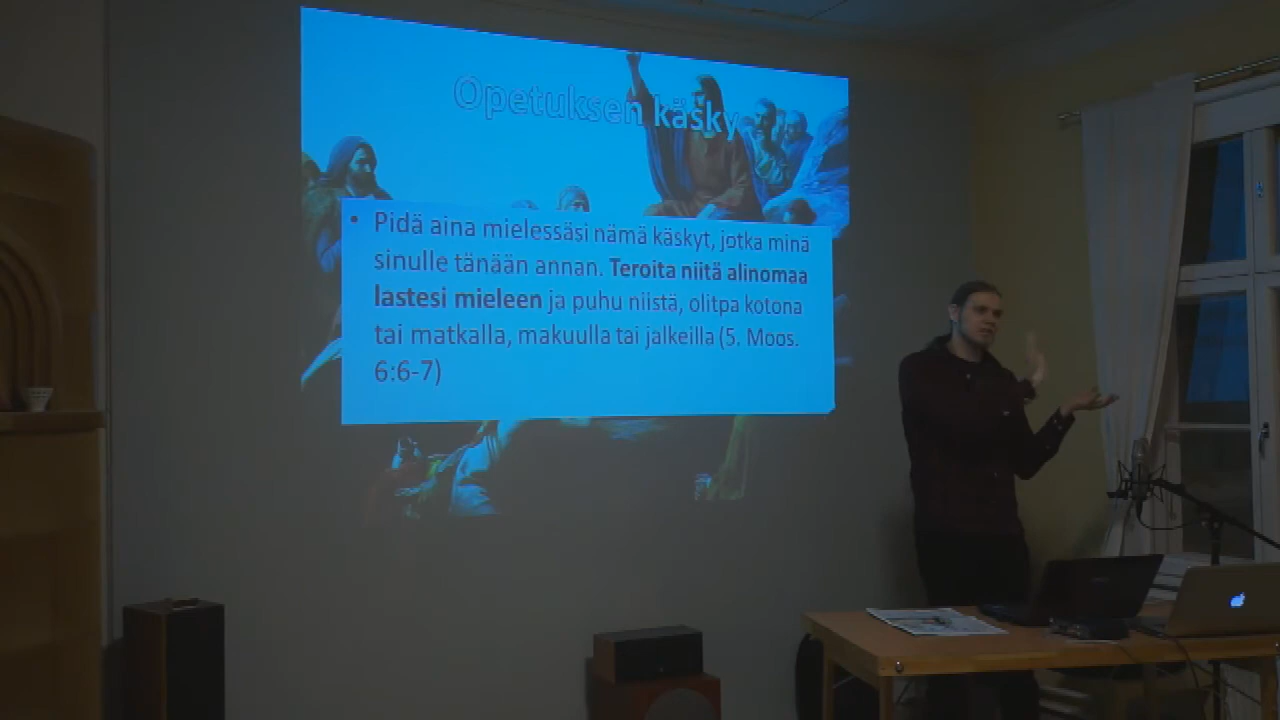 Opetuksen käsky
• Pidä aina mielessäsi nämä käskyt, jotka minä
sinulle tänään annan. Teroita niitä alinomaa
lastesi mieleen ja puhu niistä, olitpa kotona
tai matkalla, makuulla tai jalkeilla (5. Moos.
6:6-7)